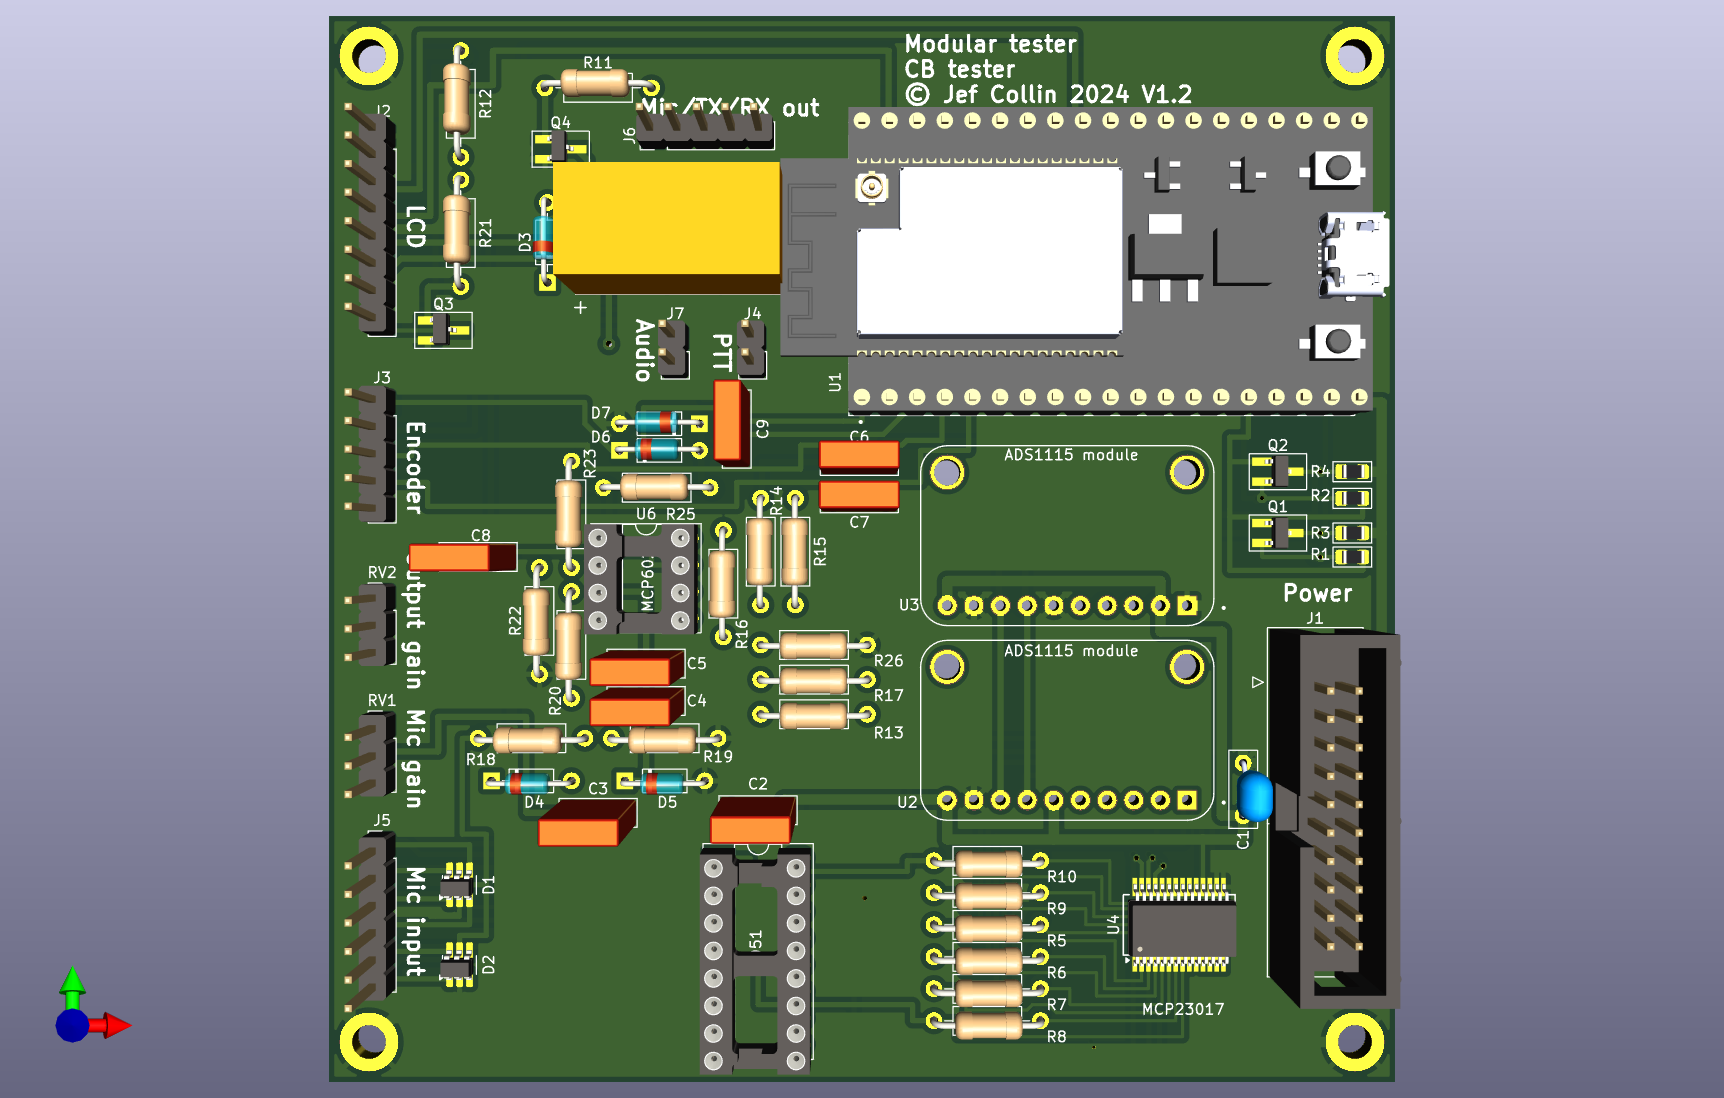 Modular tester
CB tester
© Jef Collin 2024 V1.2
R11
R12
J2
Mic/TX/RX out
Q4
J6
LCD
R21
D3
+
Q3
Audio
J7
PTT
J4
U1
J3
Encoder
D7
D6
C9
C6
C7
R23
R25
U6
MCP60
R14
R15
R16
ADS1115 module
Q2
R4
R2
Q1
R3
R1
C8
RV2
Output gain
R22
R20
U3
Power
J1
C5
C4
R26
R17
R13
ADS1115 module
RV1
Mic gain
R18
R19
D4
D5
C3
C2
U2
C1
J5
Mic input
D1
D2
51
R10
R9
R5
R6
R7
R8
U4
MCP23017